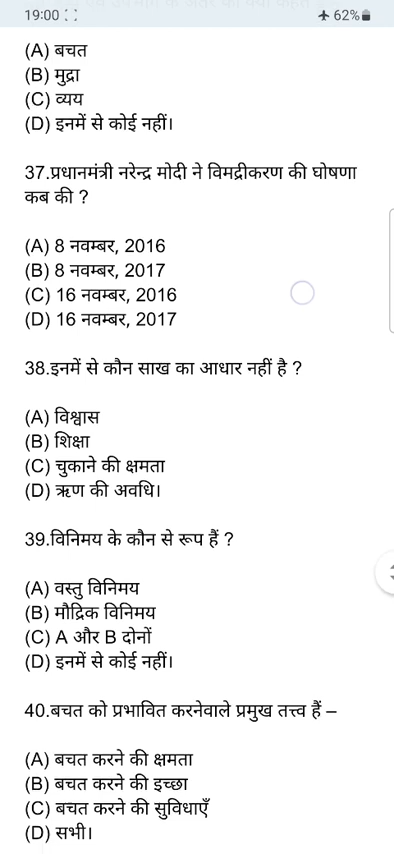 19:00
62%
(A) बचत
(B) मुद्रा
(C) व्यय
(D) इनमें से कोई नहीं।
37.प्रधानमंत्री नरेन्द्र मोदी ने विमद्रीकरण की घोषणा
कब की ?
(A) 8 नवम्बर, 2016
(B) 8 नवम्बर, 2017
(C) 16 नवम्बर, 2016
(D) 16 नवम्बर, 2017
38.इनमें से कौन साख का आधार नहीं है ?
(A) विश्वास
(B) शिक्षा
(C) चुकाने की क्षमता
(D) ऋण की अवधि।
39.विनिमय के कौन से रूप हैं ?
(A) वस्तु विनिमय
(B) मौद्रिक विनिमय
(C) A और B दोनों
(D) इनमें से कोई नहीं।
40.बचत को प्रभावित करनेवाले प्रमुख तत्त्व हैं –
(A) बचत करने की क्षमता
(B) बचत करने की इच्छा
(C) बचत करने की सुविधाएँ
(D) सभी।